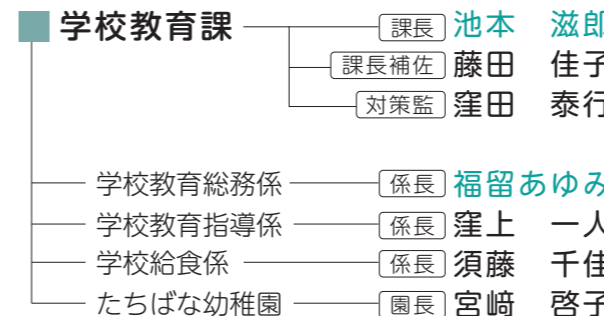 学校教育課 課長 池本 滋郎
課長補佐 藤田 佳子
対策監 窪田 泰行
学校教育総務係 係長 福留あゆみ
学校教育指導係 係長 窪上 一人
学校給食係 係長 須藤 千佳
たちばな幼稚園 園長 宮﨑 啓子